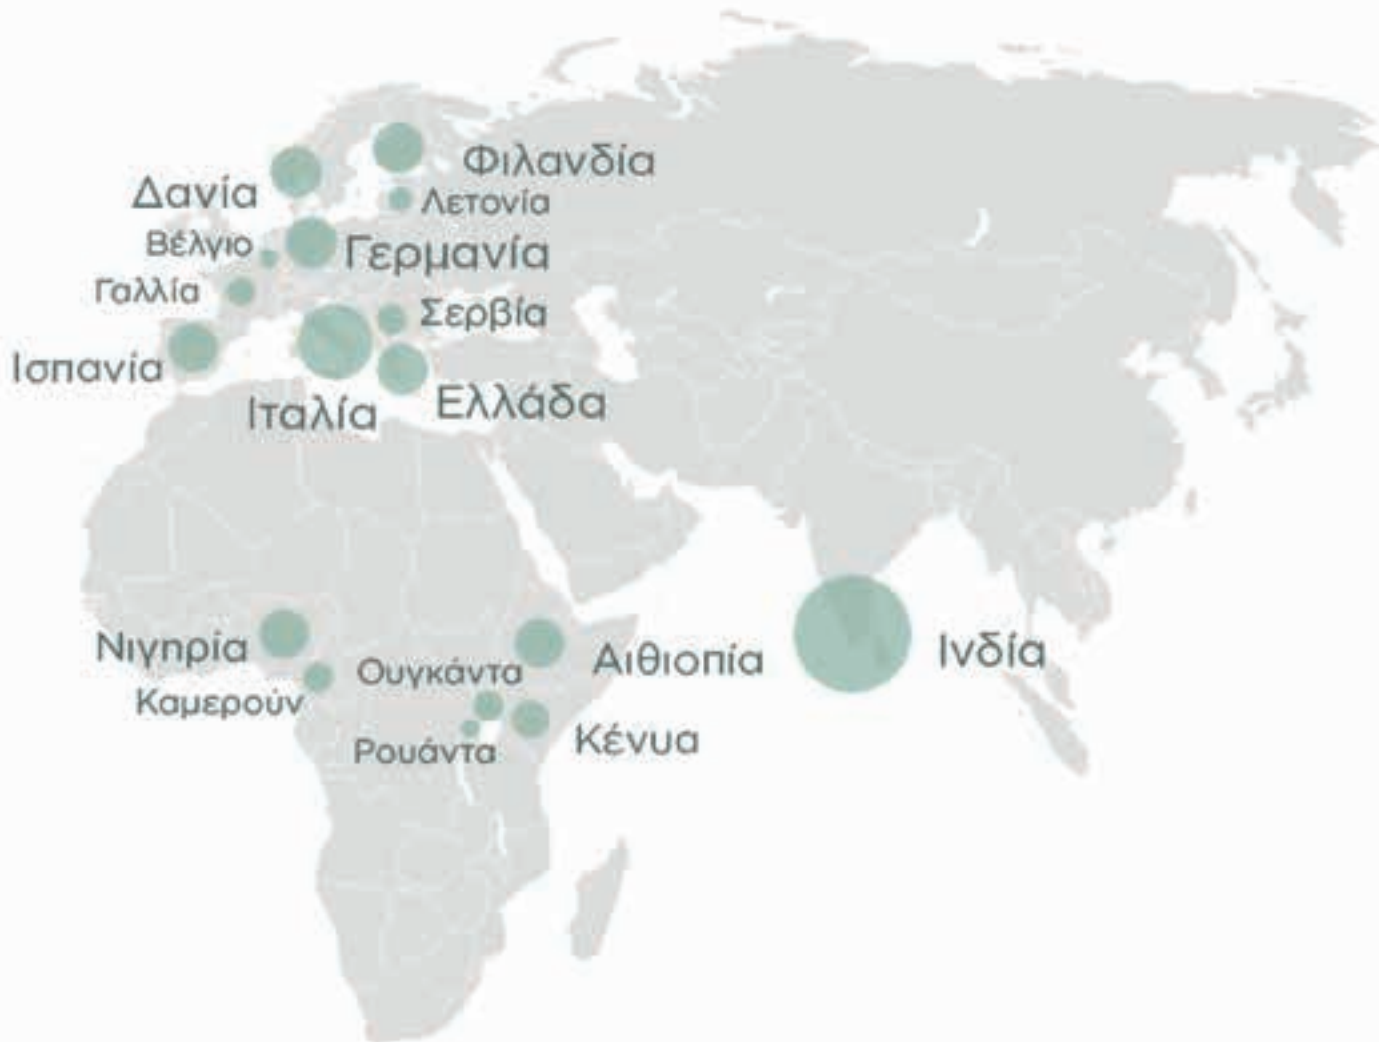 Φιλανδία
Δανία
Λετονία
Βέλγιο
Γερμανία
Γαλλία
Σερβία
Ισπανία
Ιταλία
Ελλάδα
Νιγηρία
Ουγκάντα
Αιθιοπία
Ινδία
Καμερούν
Ρουάντα
Κένυα